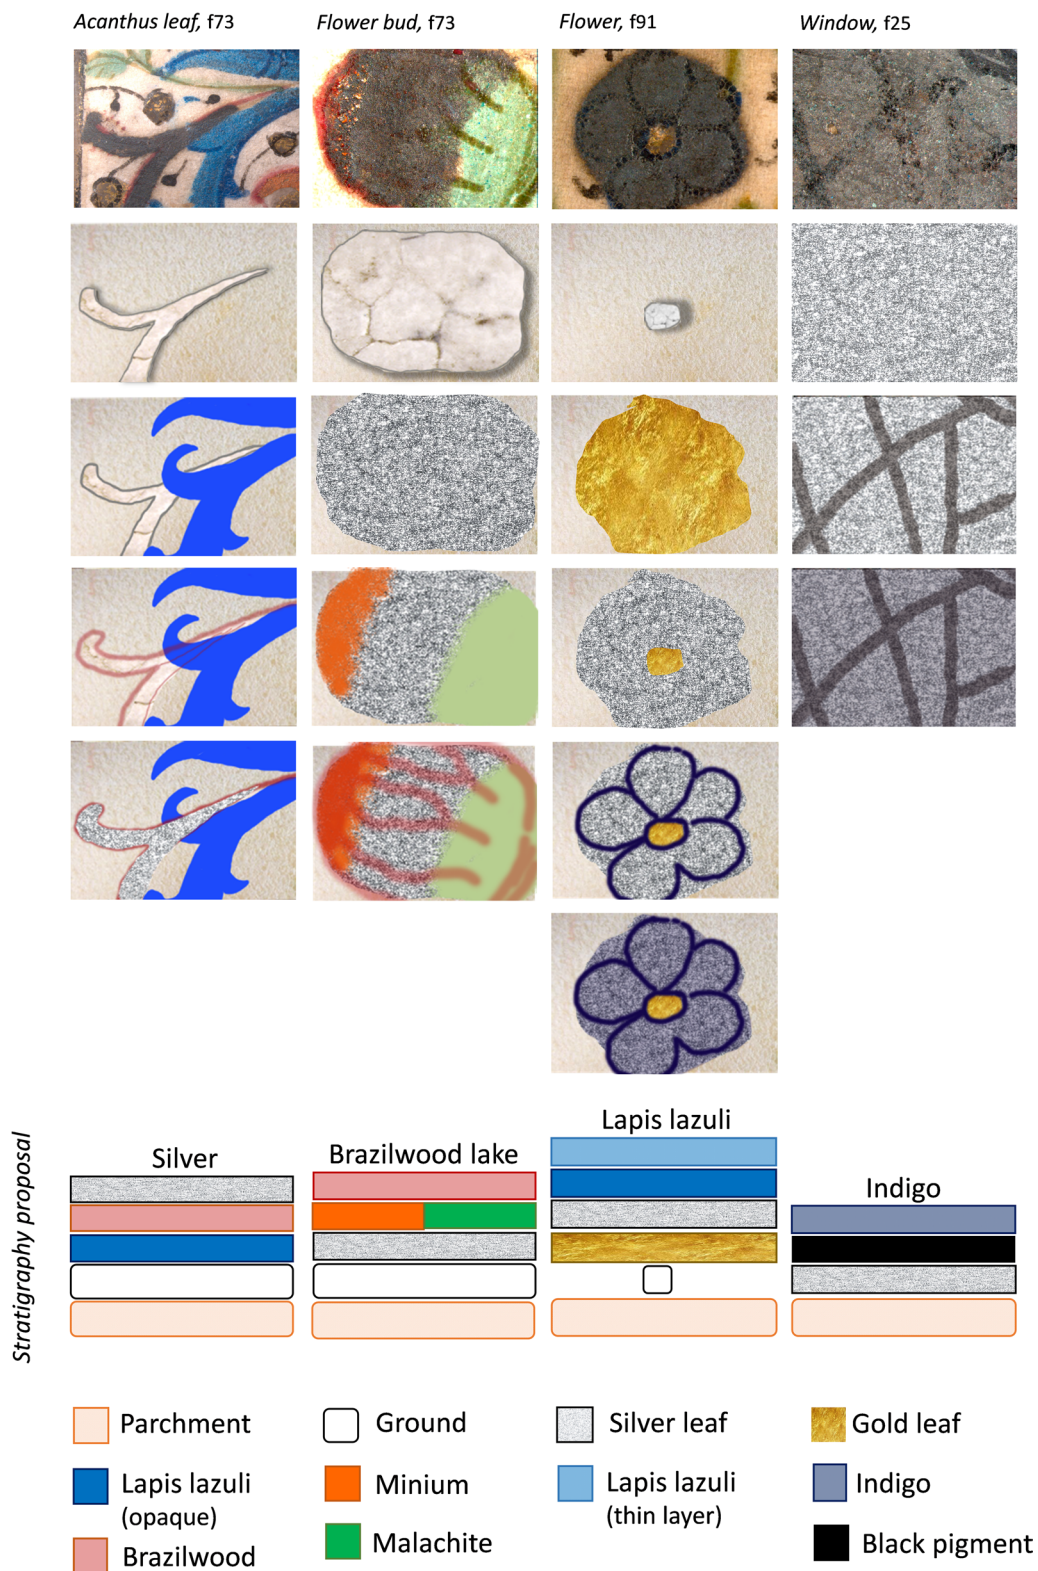 Acanthus leaf, f73
Flower bud, f73
Flower, f91
Window, f25
Stratigraphy proposal
Silver
Brazilwood lake
Lapis lazuli
Indigo
Parchment
Ground
Silver leaf
Gold leaf
Lapis lazuli
(opaque)
Minium
Lapis lazuli
(thin layer)
Indigo
Brazilwood
Malachite
Black pigment